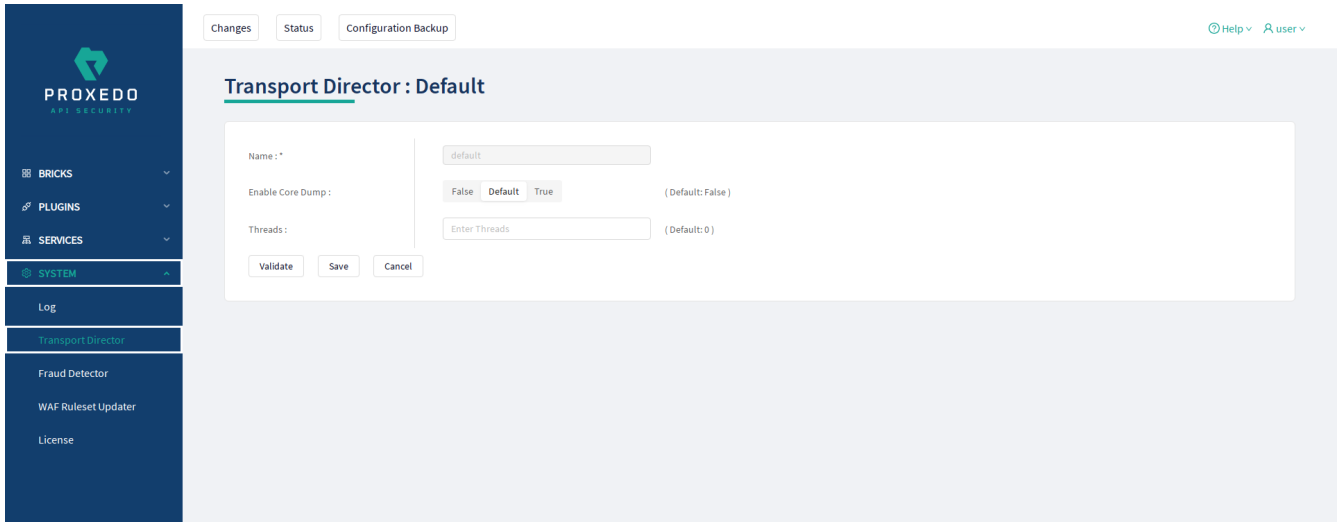 Changes Status Configuration Backup Help user
PROXEDO
API SECURITY
Transport Director : Default
Name : * default
BRICKS
Enable Core Dump : False Default True ( Default: False )
PLUGINS
Threads : Enter Threads ( Default: 0 )
SERVICES
Validate Save Cancel
SYSTEM
Log
Transport Director
Fraud Detector
WAF Ruleset Updater
License